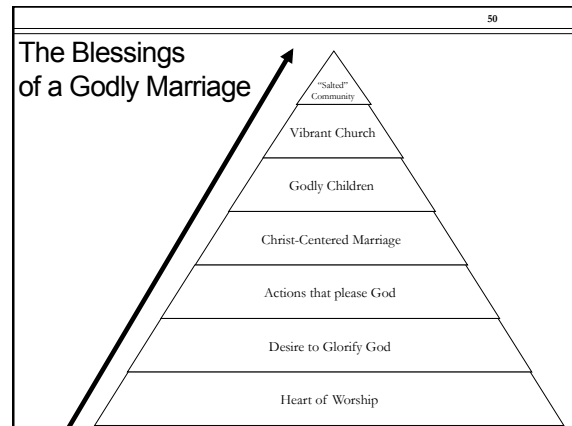 50
The Blessings
of a Godly Marriage
“Salted”
Community
Vibrant Church
Godly Children
Christ-Centered Marriage
Actions that please God
Desire to Glorify God
Heart of Worship